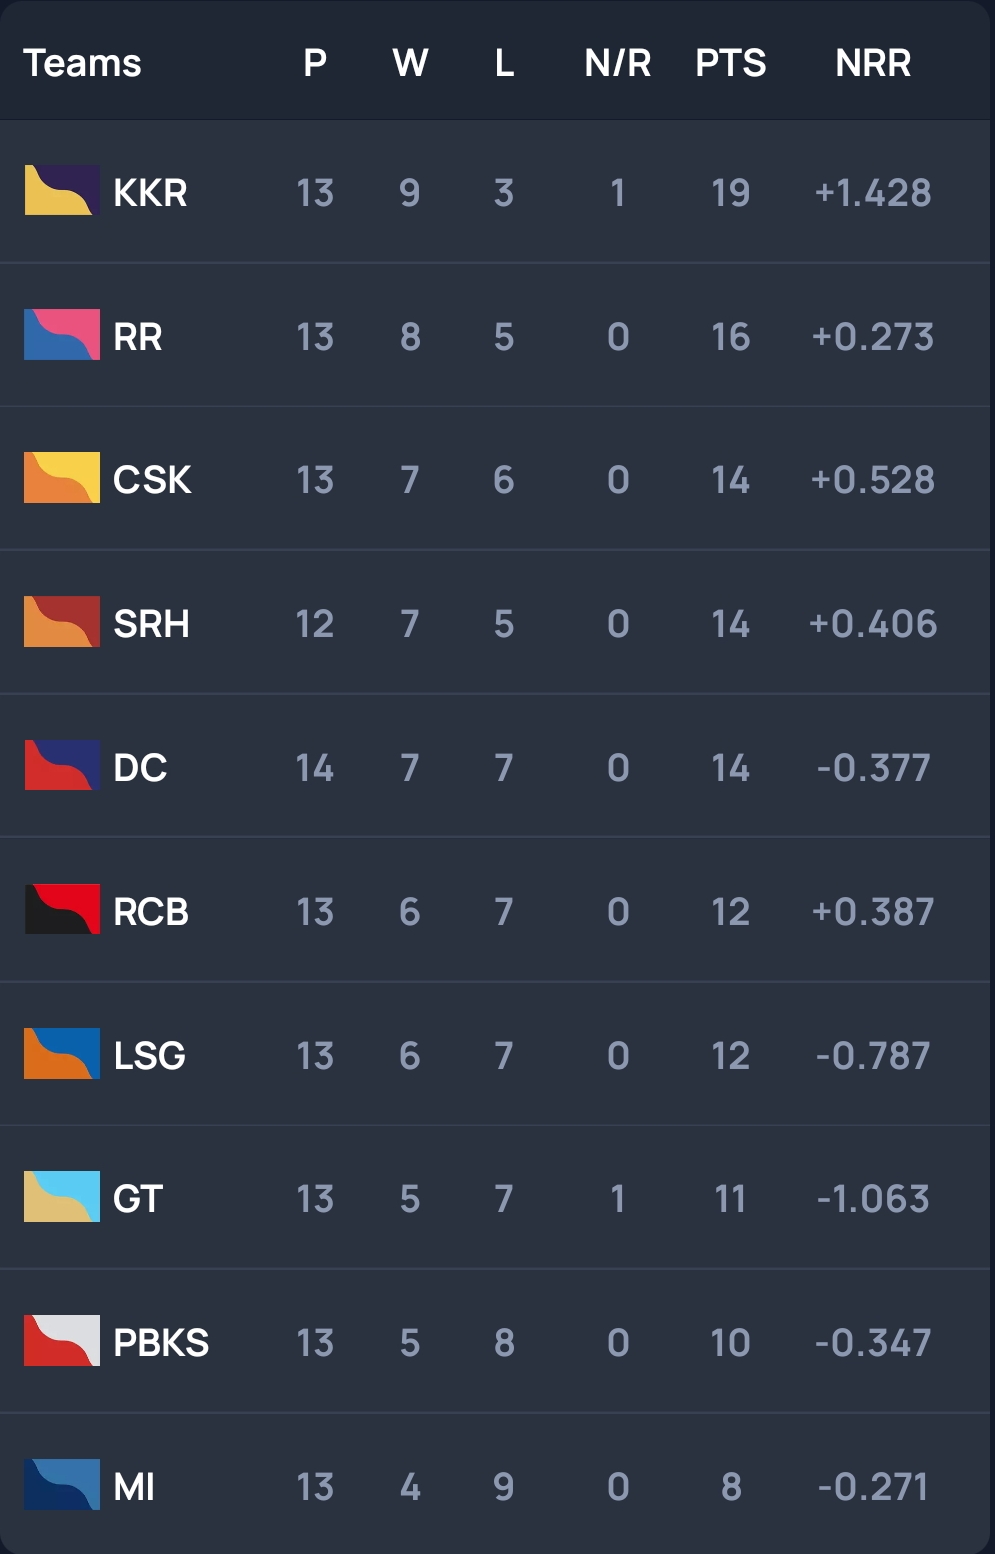 Teams P W L N/R PTS NRR
KKR 13 9 3 1 19 +1.428
RR 13 8 5 0 16 +0.273
CSK 13 7 6 0 14 +0.528
SRH 12 7 5 0 14 +0.406
DC 14 7 7 0 14 -0.377
RCB 13 6 7 0 12 +0.387
LSG 13 6 7 0 12 -0.787
GT 13 5 7 1 11 -1.063
PBKS 13 5 8 0 10 -0.347
MI 13 4 9 0 8 -0.271